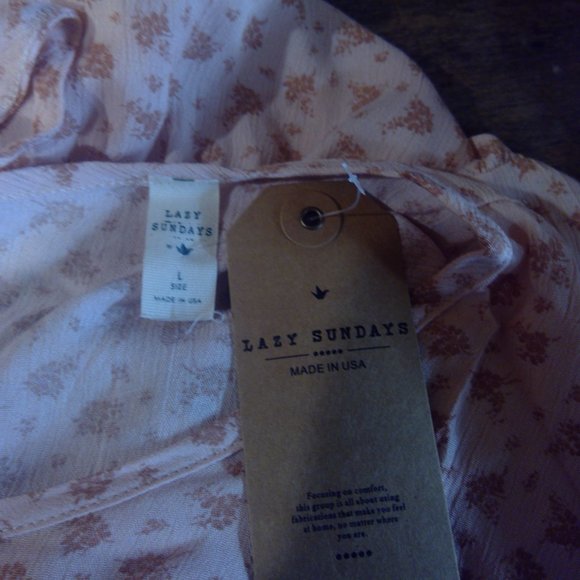 LAZY
SUNDAYS
L
SIZE
MADE IN USA
LAZY SUNDAYS
MADE IN USA
Focusing on comfort,
this group is all about using
fabrications that make you feel
at home, no matter where
you are.